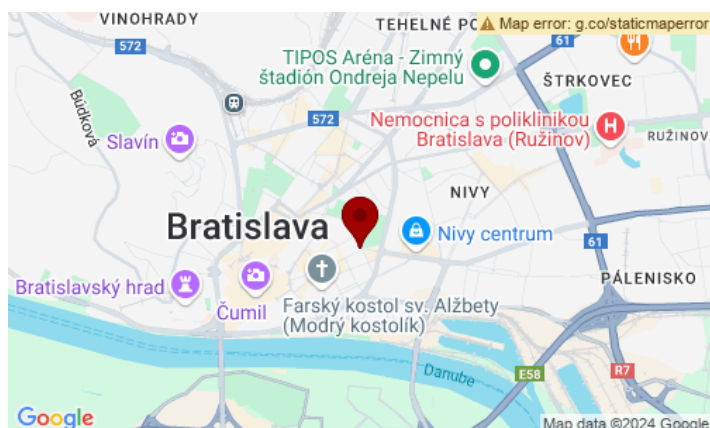 VINOHRADY
TEHELNÉ PO
Map error: g.co/staticmaperror
572
61
TIPOS Aréna - Zimný
štadión Ondreja Nepelu
ŠTRKOVEC
Búdková
572
Nemocnica s poliklinikou
Bratislava (Ružinov)
H
RUŽINOV
Slavín
NIVY
Bratislava
Nivy centrum
61
Bratislavský hrad
Čumil
Farský kostol sv. Alžbety
(Modrý kostolík)
PÁLENISKO
Danube
E58
R7
Google
Map data ©2024 Google